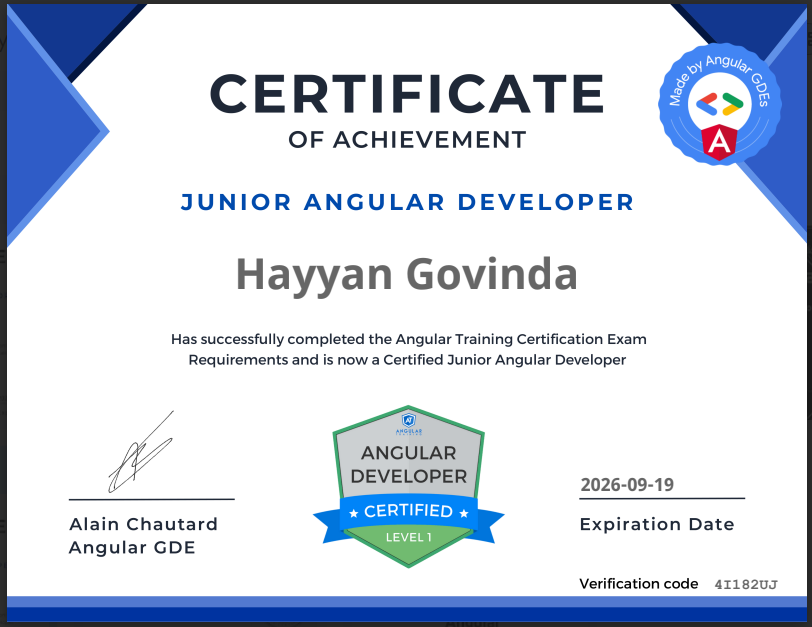 CERTIFICATE
OF ACHIEVEMENT
Made by Angular GDEs
JUNIOR ANGULAR DEVELOPER
Hayyan Govinda
Has successfully completed the Angular Training Certification Exam
Requirements and is now a Certified Junior Angular Developer
ANGULAR
ANGULAR
DEVELOPER
CERTIFIED
LEVEL 1
Alain Chautard
Angular GDE
2026-09-19
Expiration Date
Verification code 4I182UJ